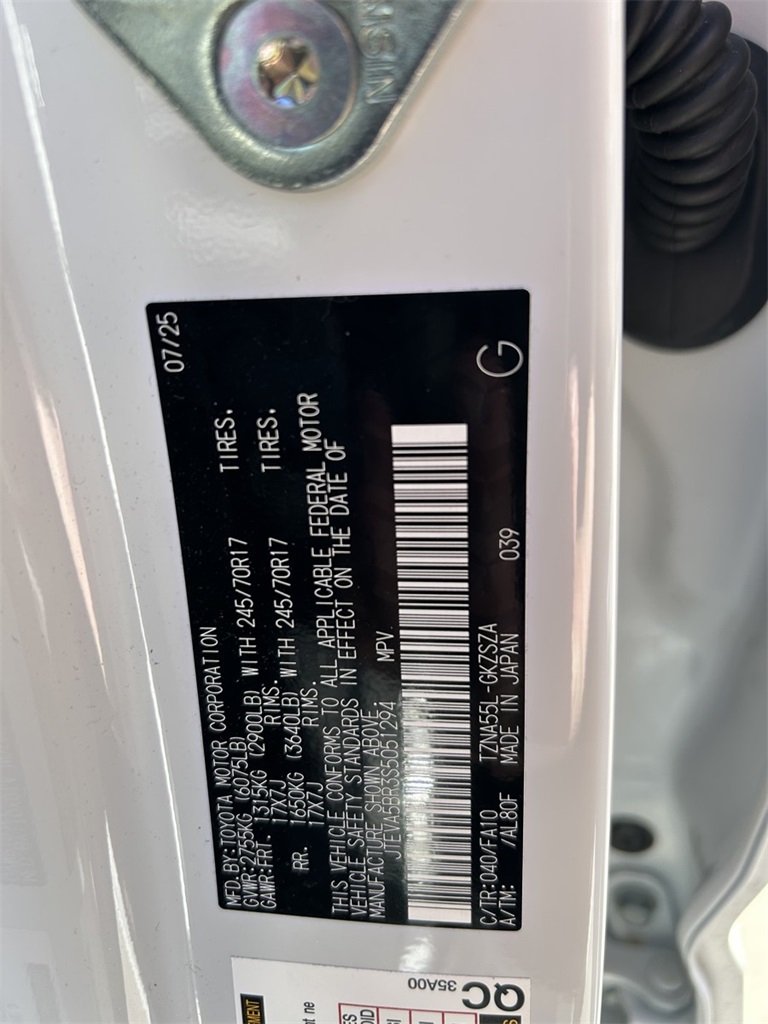 NISIN
07/25
MFD.BY:TOYOTA MOTOR CORPORATION
GVWR:2755KG (6075LB)
GAWR:FRT. 1315KG (2900LB) WITH 245/70R17 TIRES.
17X7J RIMS.
RR. 1650KG (3640LB) WITH 245/70R17 TIRES.
17X7J RIMS.
THIS VEHICLE CONFORMS TO ALL APPLICABLE FEDERAL MOTOR
VEHICLE SAFETY STANDARDS IN EFFECT ON THE DATE OF
MANUFACTURE SHOWN ABOVE.
JTEVA5BR3S5051294 MPV
C/TR:040/FA10 TZNA55L-GKZSZA
A/TM: /AL80F MADE IN JAPAN 039
G
QC
35A00